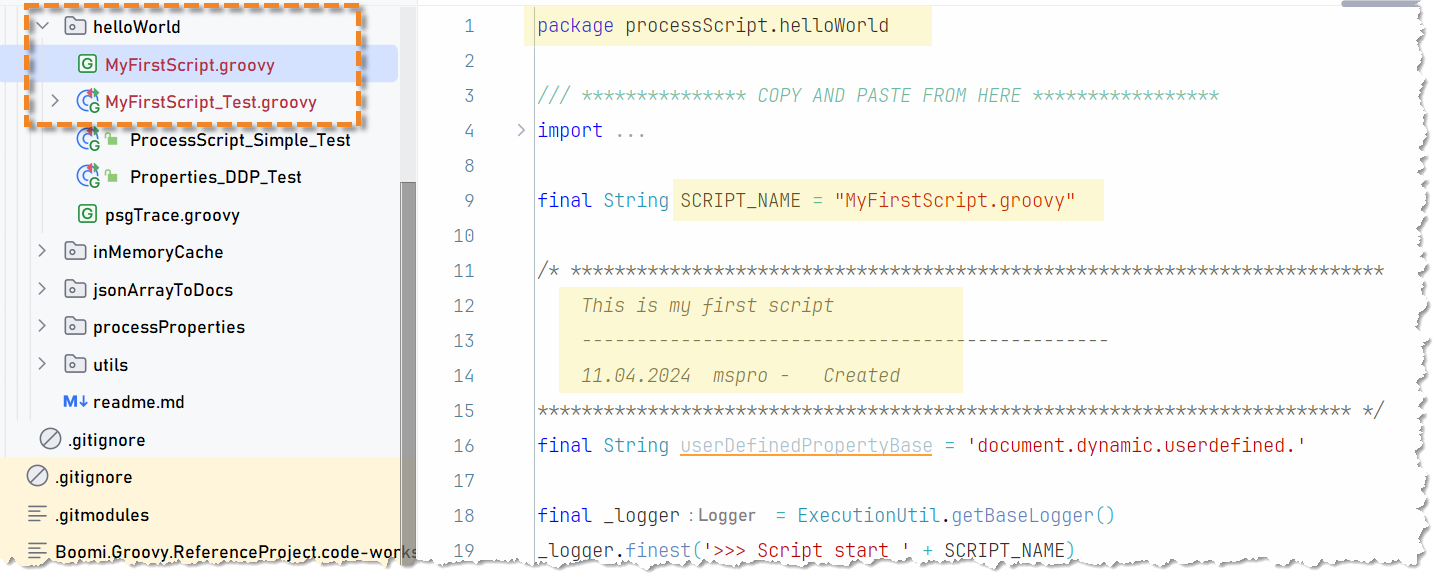 helloWorld
MyFirstScript.groovy
MyFirstScript_Test.groovy
ProcessScript_Simple_Test
Properties_DDP_Test
psgTrace.groovy
inMemoryCache
jsonArrayToDocs
processProperties
utils
M↓ readme.md
.gitignore
.gitignore
.gitmodules
Boomi.Groovy.ReferenceProject.code-works
1 package processScript.helloWorld
2
3 /// *************** COPY AND PASTE FROM HERE *****************
4 import ...
8
9 final String SCRIPT_NAME = "MyFirstScript.groovy"
10
11 /* **************************************************************************
12 This is my first script
13 ------------------------------------------------
14 11.04.2024 mspro - Created
15 ************************************************************************** */
16 final String userDefinedPropertyBase = 'document.dynamic.userdefined.'
17
18 final _logger : Logger = ExecutionUtil.getBaseLogger()
19 _logger.finest('>>> Script start ' + SCRIPT_NAME)